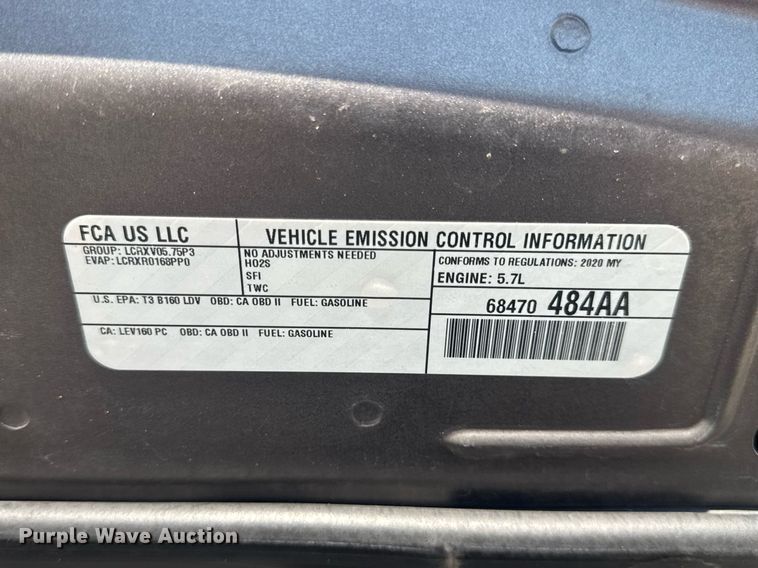 FCA US LLC
GROUP: LCRXV05.75P3
EVAP: LCRXR0168PP0
U.S. EPA: T3 B160 LDV OBD: CA OBD II FUEL: GASOLINE
CA: LEV160 PC OBD: CA OBD II FUEL: GASOLINE
VEHICLE EMISSION CONTROL INFORMATION
NO ADJUSTMENTS NEEDED
HO2S
SFI
TWC
CONFORMS TO REGULATIONS: 2020 MY
ENGINE: 5.7L
68470 484AA
Purple Wave Auction